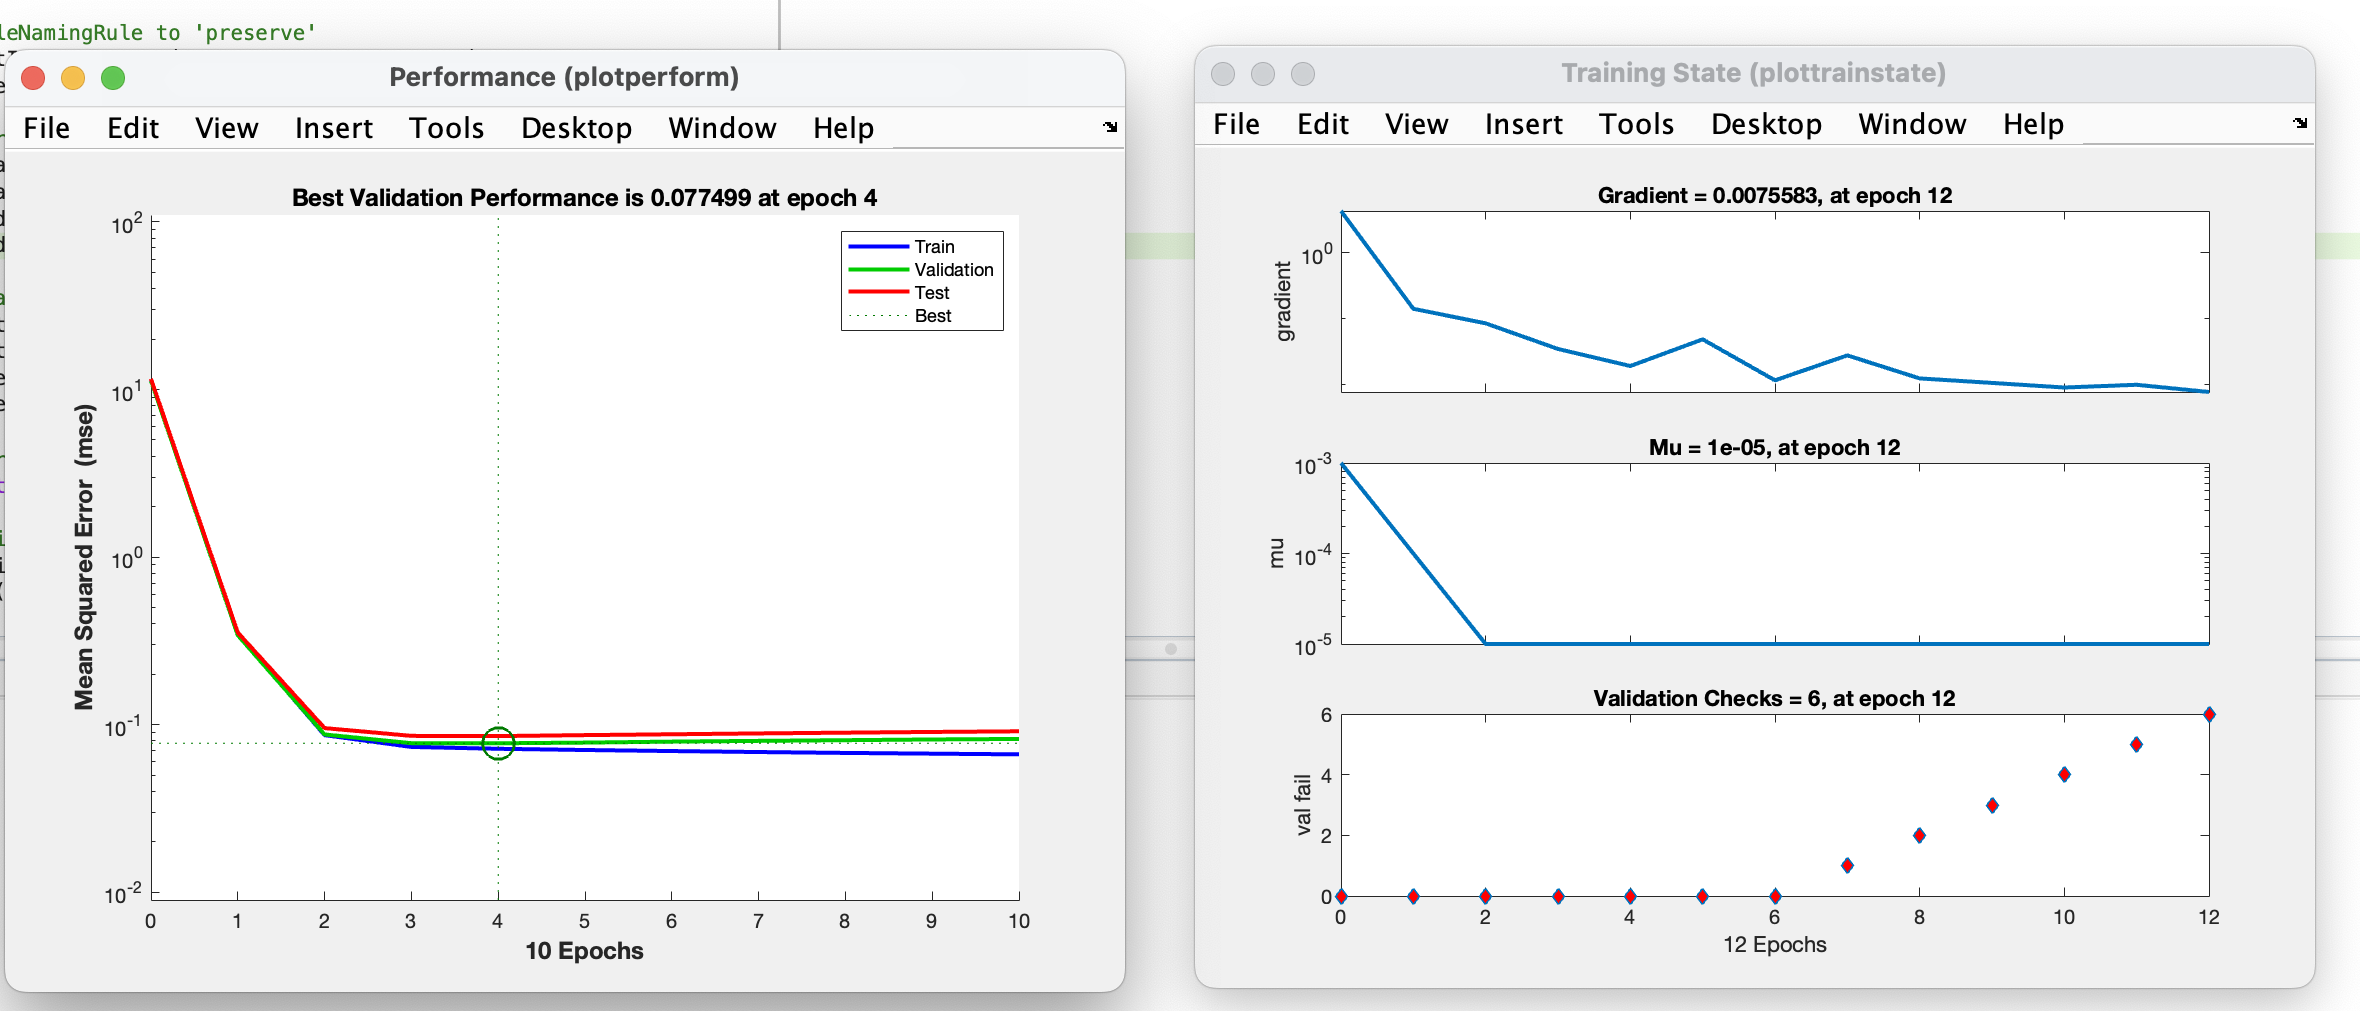 leNamingRule to 'preserve'
Performance (plotperform)
File Edit View Insert Tools Desktop Window Help
Best Validation Performance is 0.077499 at epoch 4
Mean Squared Error (mse)
10^2
10^1
10^0
10^-1
10^-2
Train
Validation
Test
Best
0 1 2 3 4 5 6 7 8 9 10
10 Epochs
Training State (plottrainstate)
File Edit View Insert Tools Desktop Window Help
Gradient = 0.0075583, at epoch 12
gradient
10^0
Mu = 1e-05, at epoch 12
mu
10^-3
10^-4
10^-5
Validation Checks = 6, at epoch 12
val fail
6
4
2
0
0 2 4 6 8 10 12
12 Epochs